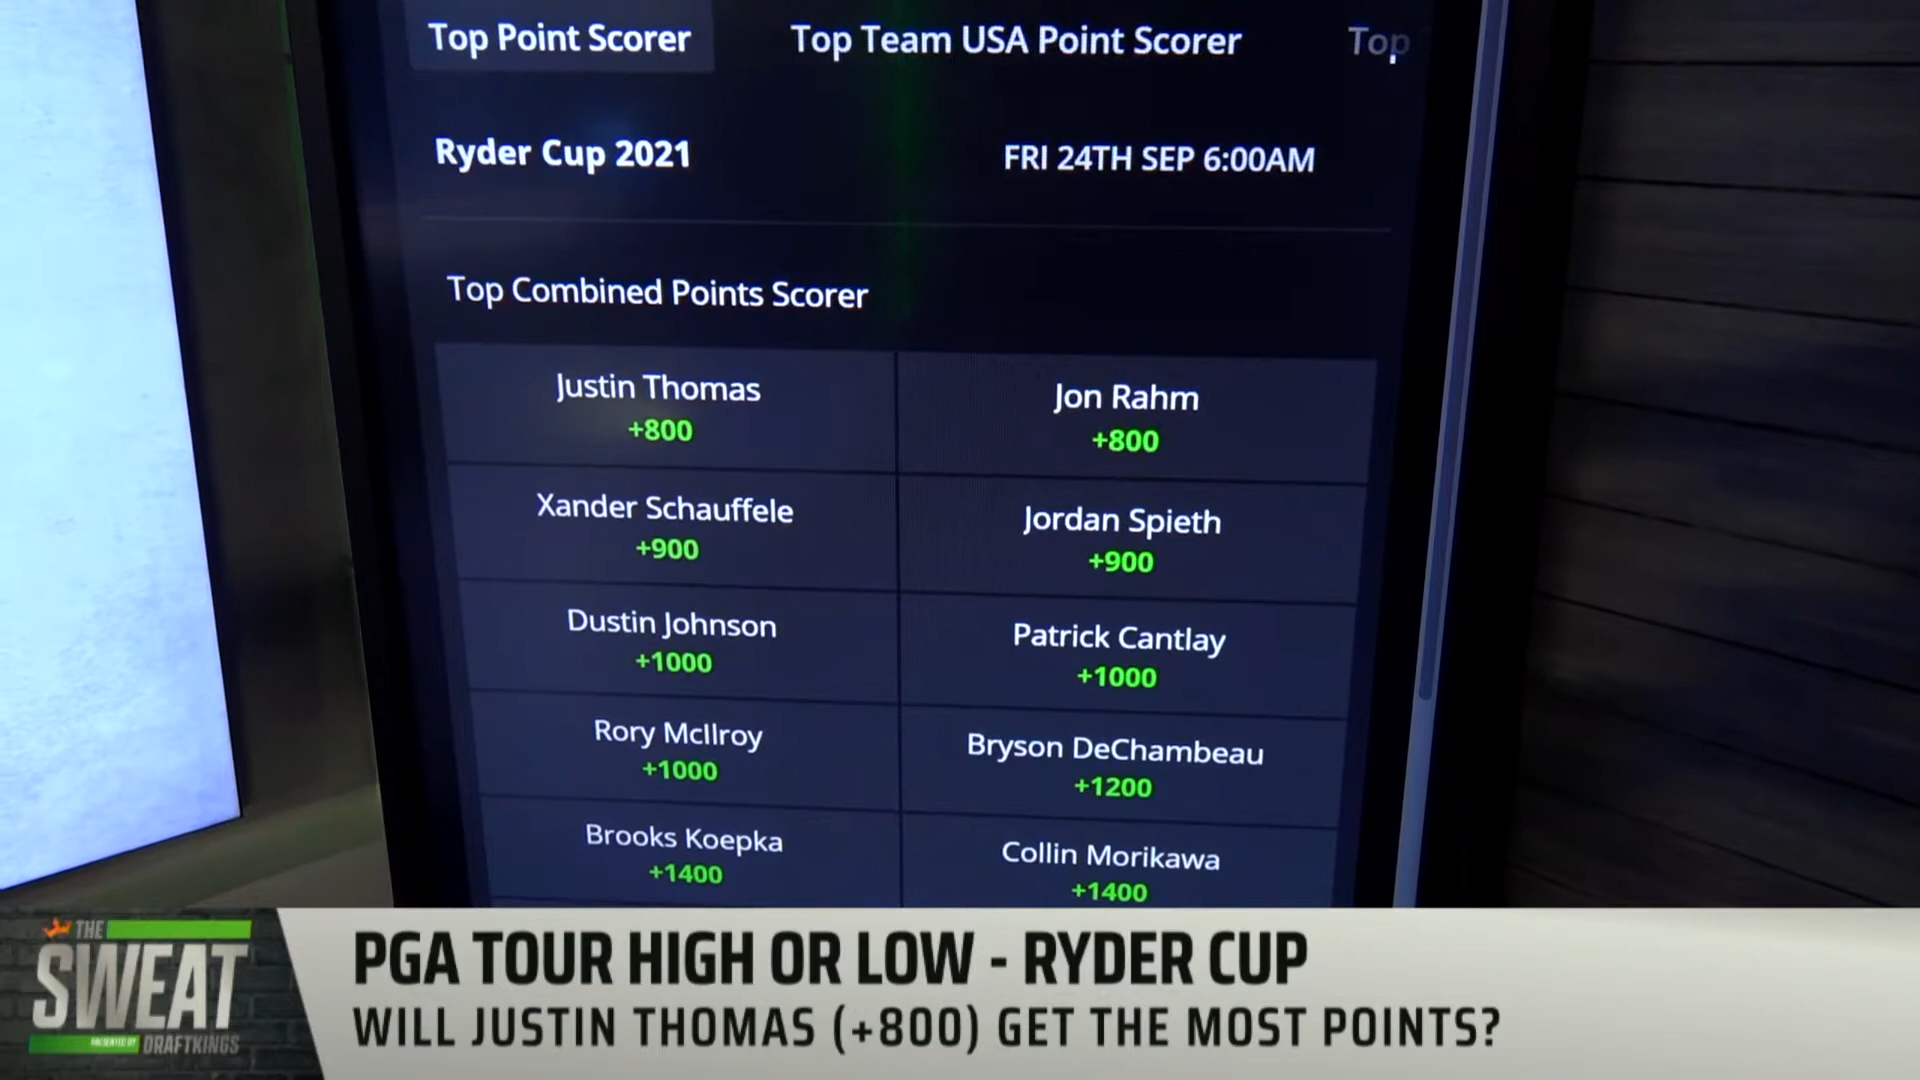 Top Point Scorer Top Team USA Point Scorer Top
Ryder Cup 2021 FRI 24TH SEP 6:00AM
Top Combined Points Scorer
Justin Thomas Jon Rahm
+800 +800
Xander Schauffele Jordan Spieth
+900 +900
Dustin Johnson Patrick Cantlay
+1000 +1000
Rory McIlroy Bryson DeChambeau
+1000 +1200
Brooks Koepka Collin Morikawa
+1400 +1400
THE
SWEAT
PRESENTED BY DRAFTKINGS
PGA TOUR HIGH OR LOW - RYDER CUP
WILL JUSTIN THOMAS (+800) GET THE MOST POINTS?